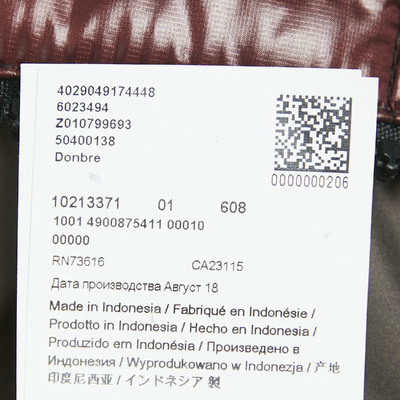 4029049174448
6023494
Z010799693
50400138
Donbre
0000000206
10213371 01 608
1001 4900875411 00010
00000
RN73616 CA23115
Дата производства Август 18
Made in Indonesia / Fabriqué en Indonésie /
Prodotto in Indonesia / Hecho en Indonesia /
Produzido em Indonésia / Произведено в
Индонезия / Wyprodukowano w Indonezja / 产地
印度尼西亚 / インドネシア 製